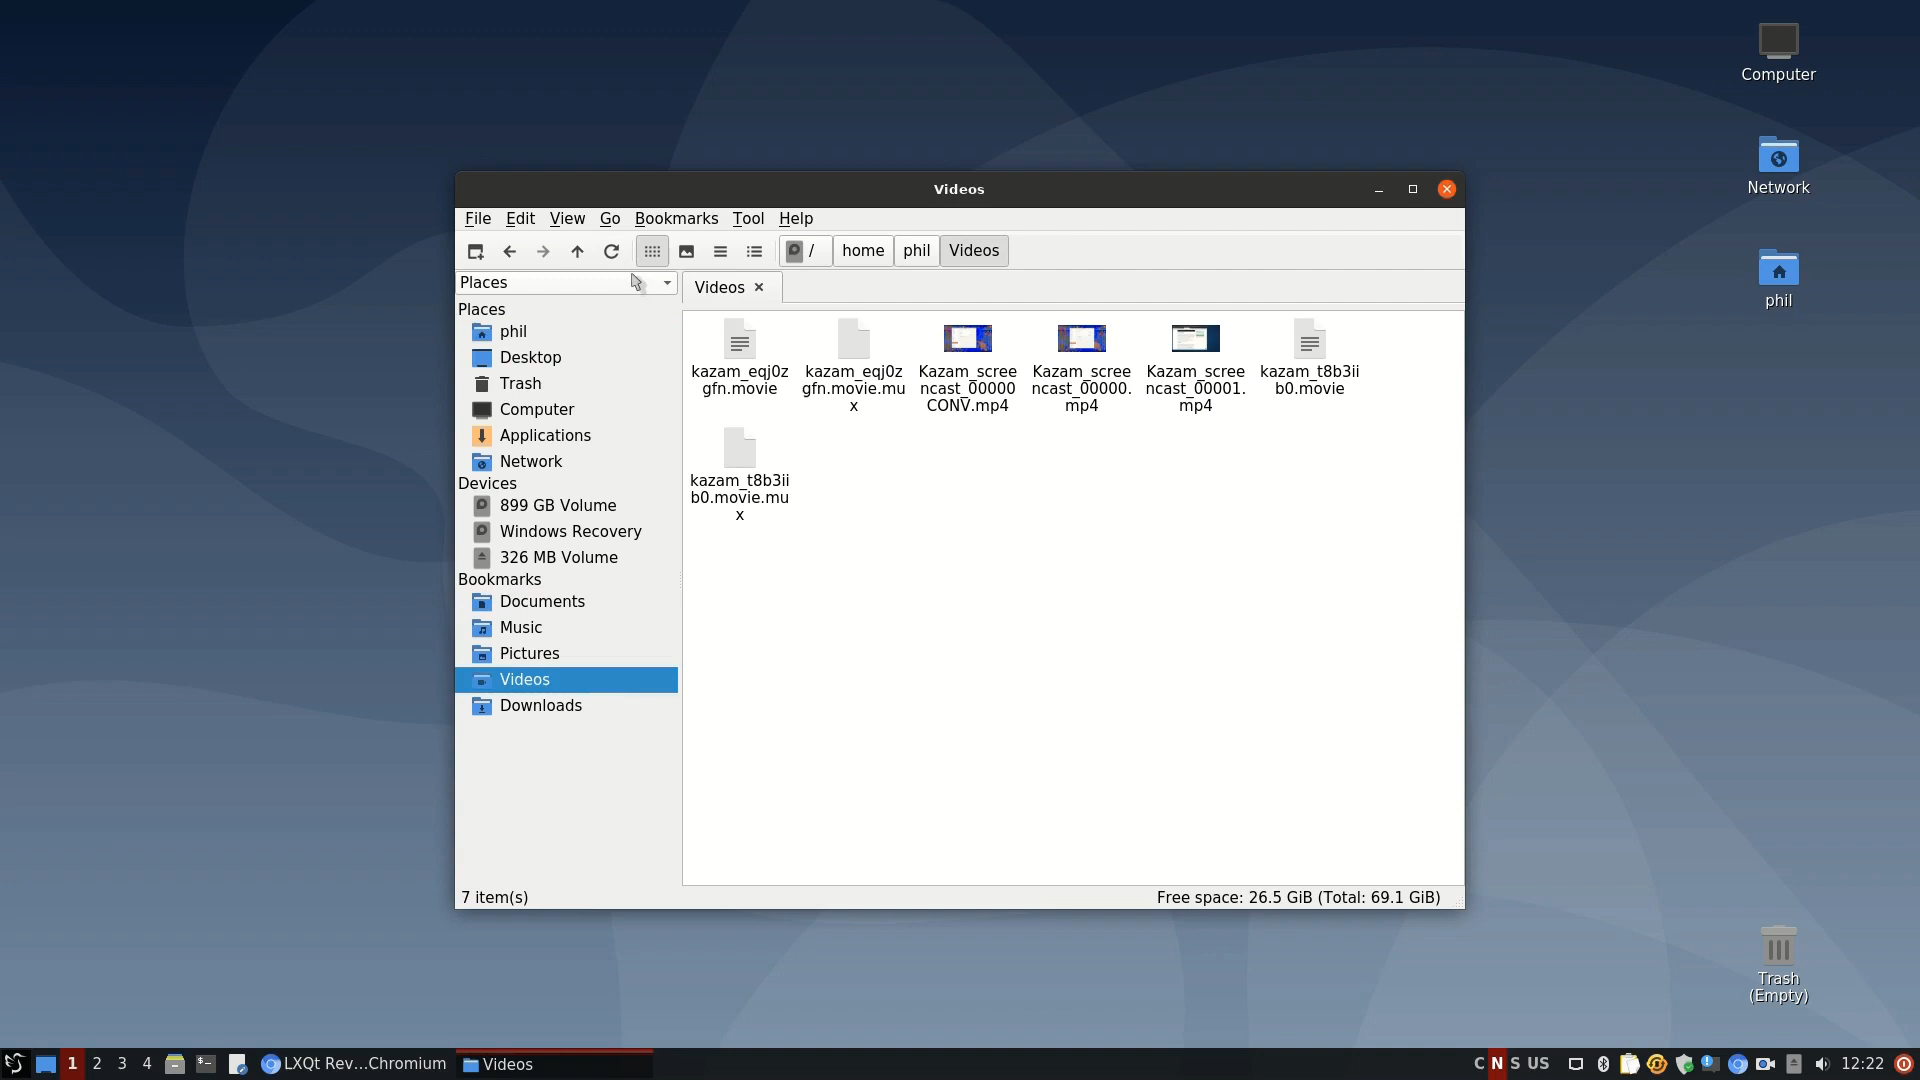 Computer
Network
phil
Videos
File Edit View Go Bookmarks Tool Help
/ home phil Videos
Places
Videos
Places
phil
Desktop
Trash
Computer
Applications
Network
Devices
899 GB Volume
Windows Recovery
326 MB Volume
Bookmarks
Documents
Music
Pictures
Videos
Downloads
kazam_eqj0z
gfn.movie
kazam_eqj0z
gfn.movie.mu
x
Kazam_scree
ncast_00000
CONV.mp4
Kazam_scree
ncast_00000.
mp4
Kazam_scree
ncast_00001.
mp4
kazam_t8b3ii
b0.movie
kazam_t8b3ii
b0.movie.mu
x
7 item(s)
Free space: 26.5 GiB (Total: 69.1 GiB)
Trash
(Empty)
1 2 3 4 LXQt Rev...Chromium Videos C N S US 12:22